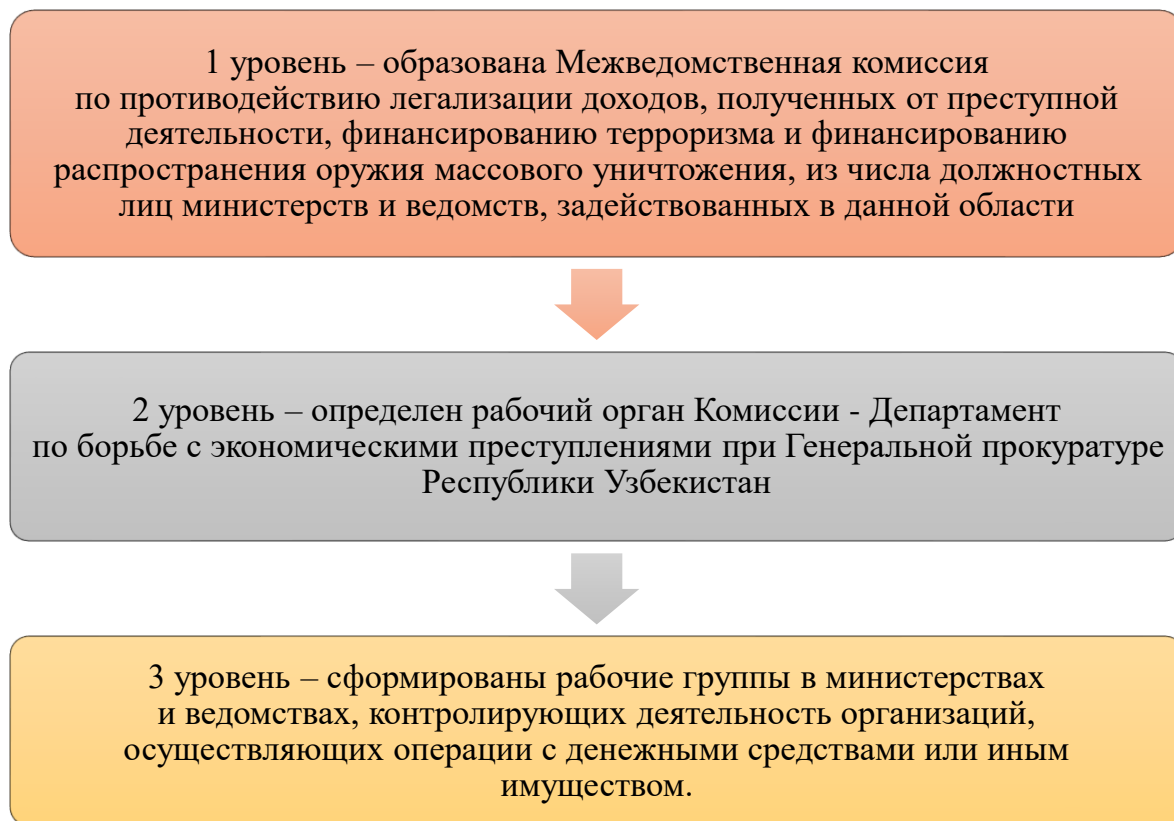 1 уровень – образована Межведомственная комиссия
по противодействию легализации доходов, полученных от преступной
деятельности, финансированию терроризма и финансированию
распространения оружия массового уничтожения, из числа должностных
лиц министерств и ведомств, задействованных в данной области
2 уровень – определен рабочий орган Комиссии - Департамент
по борьбе с экономическими преступлениями при Генеральной прокуратуре
Республики Узбекистан
3 уровень – сформированы рабочие группы в министерствах
и ведомствах, контролирующих деятельность организаций,
осуществляющих операции с денежными средствами или иным
имуществом.